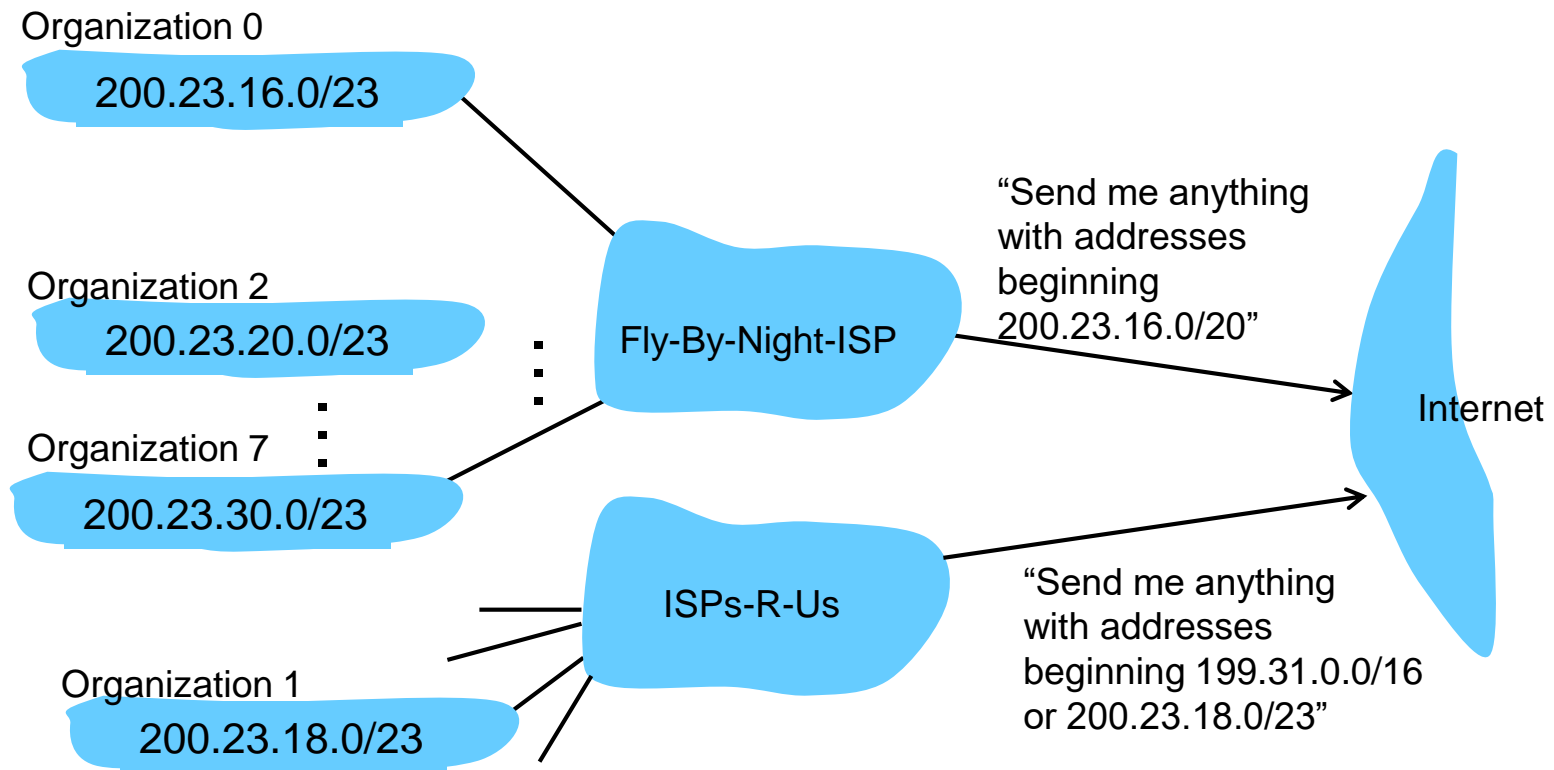 Organization 0
200.23.16.0/23
Organization 2
200.23.20.0/23
Organization 7
200.23.30.0/23
Fly-By-Night-ISP
“Send me anything
with addresses
beginning
200.23.16.0/20”
Internet
ISPs-R-Us
“Send me anything
with addresses
beginning 199.31.0.0/16
or 200.23.18.0/23”
Organization 1
200.23.18.0/23